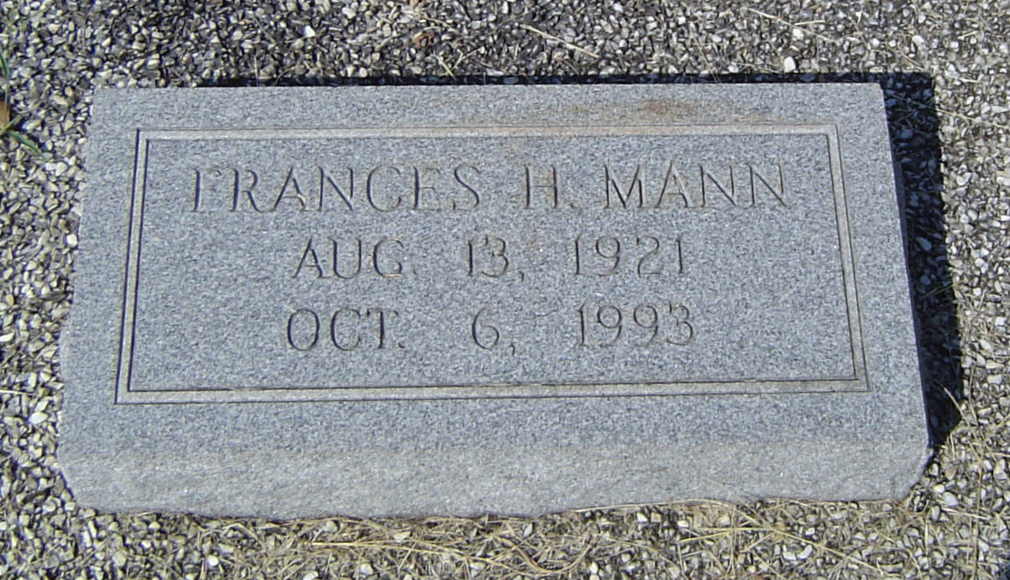 FRANCES H. MANN
AUG. 13, 1921
OCT. 6, 1993